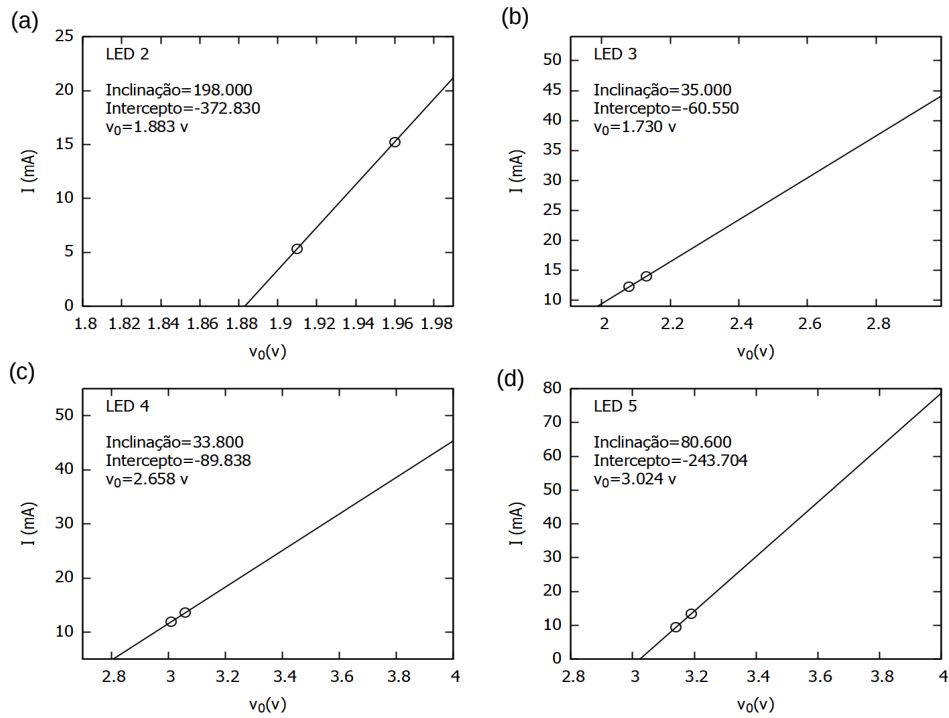 (a)
LED 2
Inclinação=198.000
Intercepto=-372.830
v0=1.883 v
I (mA)
25
20
15
10
5
0
1.8 1.82 1.84 1.86 1.88 1.9 1.92 1.94 1.96 1.98
v0(v)
(b)
LED 3
Inclinação=35.000
Intercepto=-60.550
v0=1.730 v
I (mA)
50
45
40
35
30
25
20
15
10
2 2.2 2.4 2.6 2.8
v0(v)
(c)
LED 4
Inclinação=33.800
Intercepto=-89.838
v0=2.658 v
I (mA)
50
40
30
20
10
2.8 3 3.2 3.4 3.6 3.8 4
v0(v)
(d)
LED 5
Inclinação=80.600
Intercepto=-243.704
v0=3.024 v
I (mA)
80
70
60
50
40
30
20
10
0
2.8 3 3.2 3.4 3.6 3.8 4
v0(v)